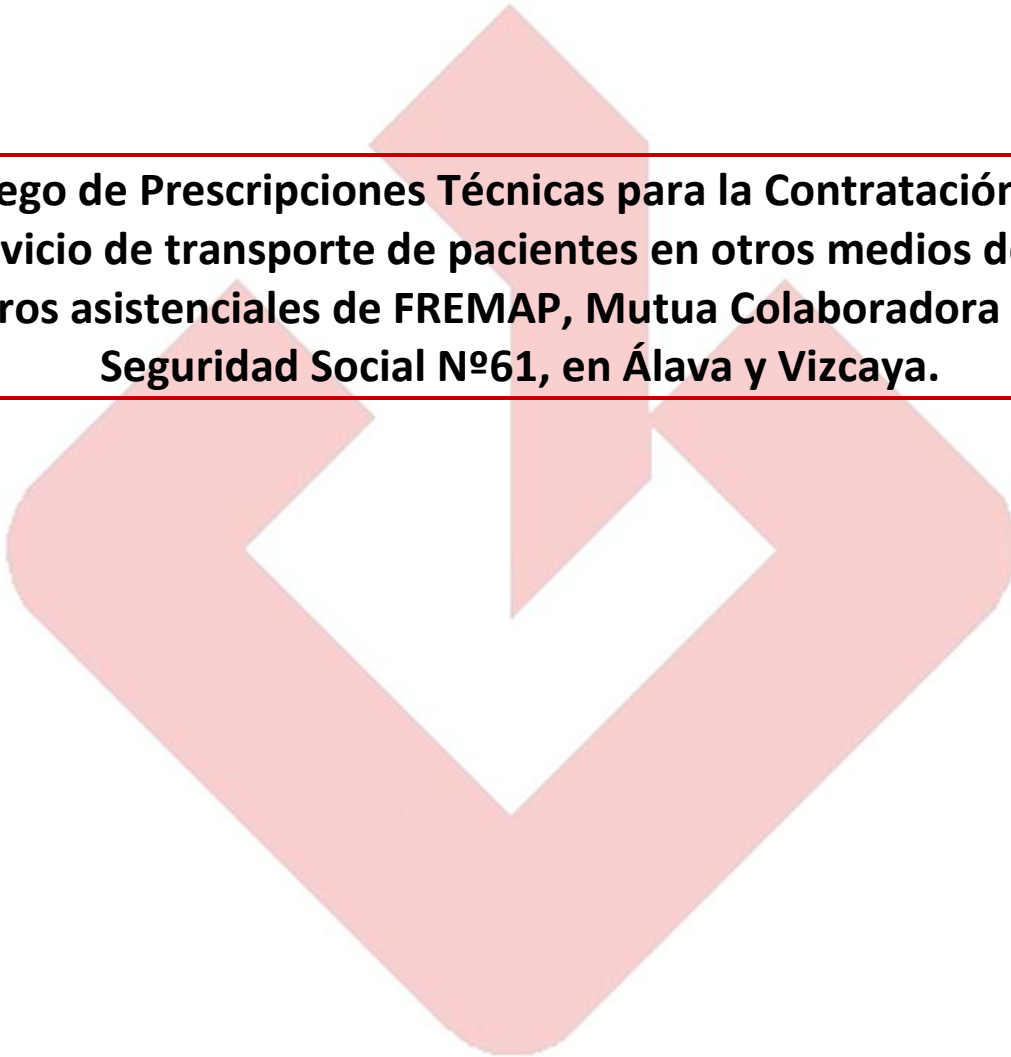 ego de Prescripciones Técnicas para la Contratación
vicio de transporte de pacientes en otros medios de
ros asistenciales de FREMAP, Mutua Colaboradora
Seguridad Social Nº61, en Álava y Vizcaya.